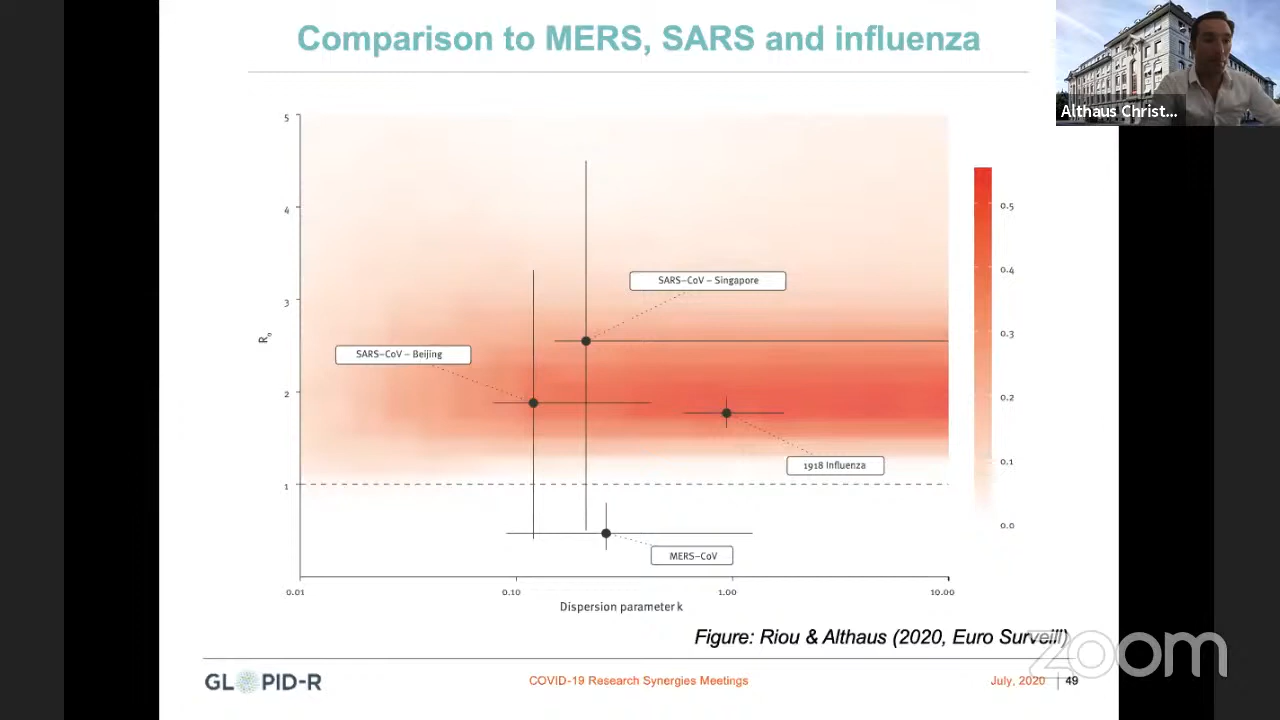 Comparison to MERS, SARS and influenza
Althaus Christ...
5
4
3
2
1
R₀
SARS-CoV – Singapore
SARS-CoV – Beijing
1918 Influenza
MERS-CoV
0.5
0.4
0.3
0.2
0.1
0.0
0.01
0.10
1.00
10.00
Dispersion parameter k
Figure: Riou & Althaus (2020, Euro Surveill)
zoom
GLOPID-R
COVID-19 Research Synergies Meetings
July, 2020
49